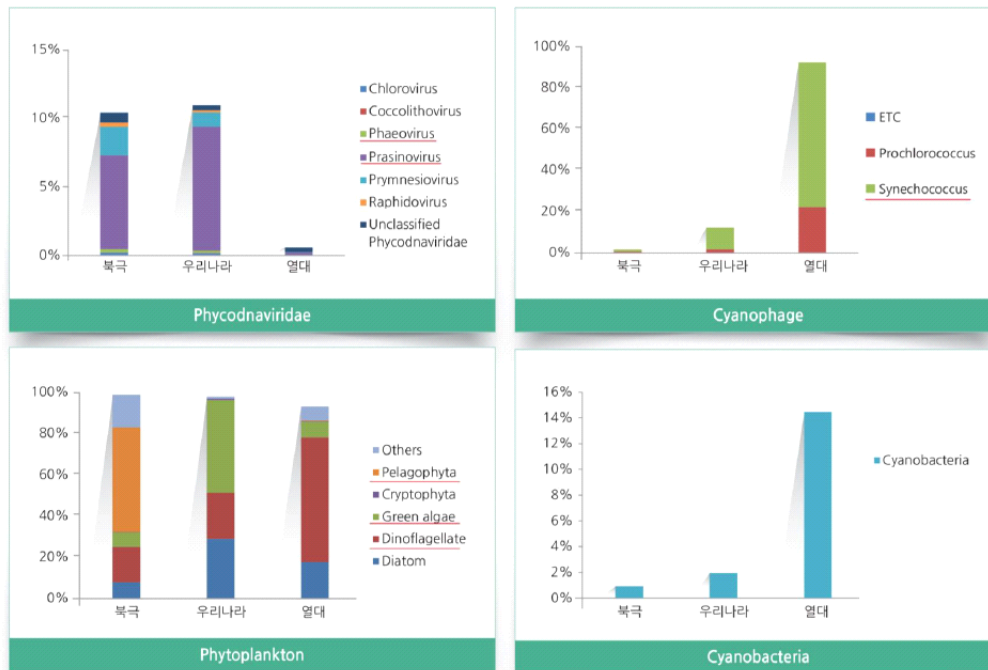 15%
10%
5%
0%
북극
우리나라
열대
Chlorovirus
Coccolithovirus
Phaeovirus
Prasinovirus
Prymnesiovirus
Raphidovirus
Unclassified
Phycodnaviridae
Phycodnaviridae
100%
80%
60%
40%
20%
0%
북극
우리나라
열대
ETC
Prochlorococcus
Synechococcus
Cyanophage
100%
80%
60%
40%
20%
0%
북극
우리나라
열대
Others
Pelagophyta
Cryptophyta
Green algae
Dinoflagellate
Diatom
Phytoplankton
16%
14%
12%
10%
8%
6%
4%
2%
0%
북극
우리나라
열대
Cyanobacteria
Cyanobacteria